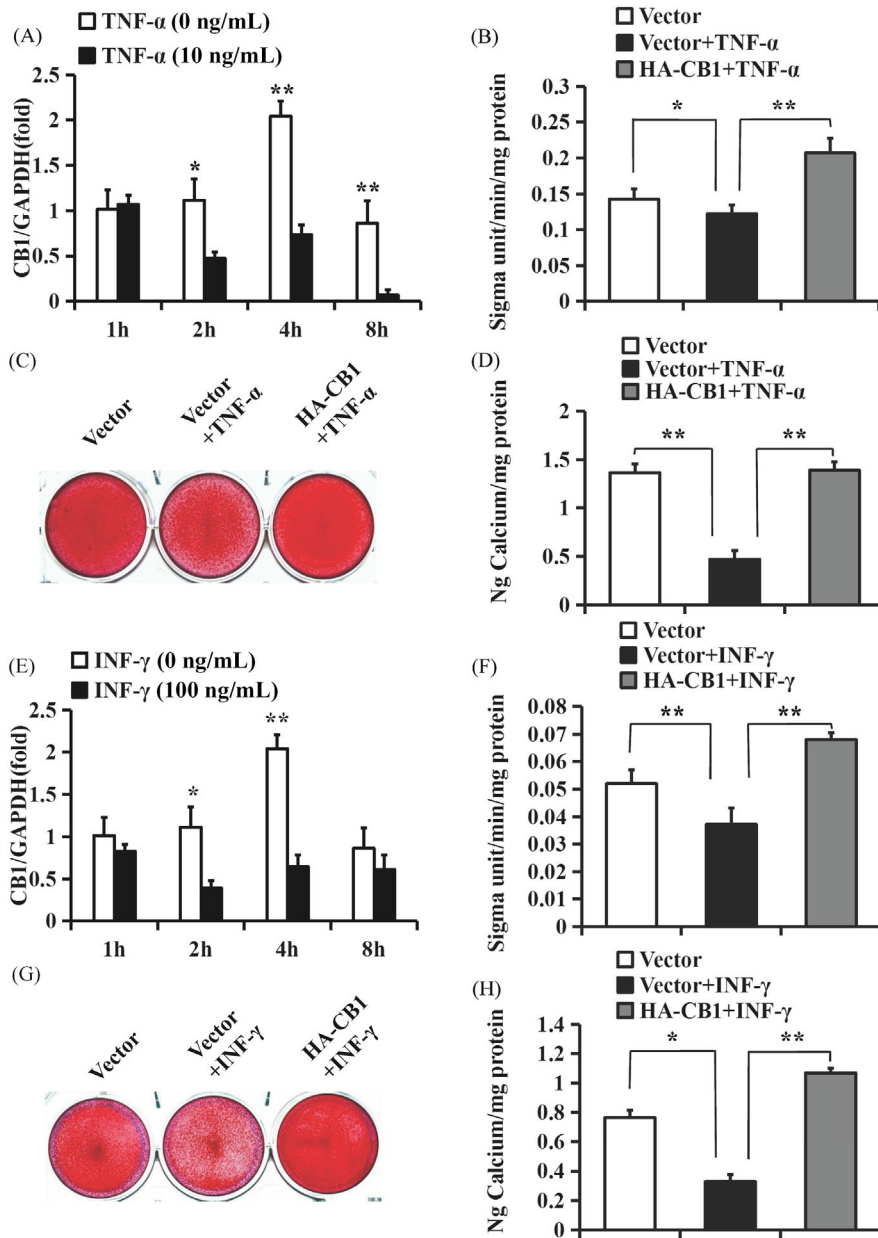 (A)
TNF-α (0 ng/mL)
TNF-α (10 ng/mL)
CB1/GAPDH(fold)
2.5
2
1.5
1
0.5
0
*
**
**
1h 2h 4h 8h
(B)
Vector
Vector+TNF-α
HA-CB1+TNF-α
Sigma unit/min/mg protein
0.3
0.25
0.2
0.15
0.1
0.05
0
* **
(C)
Vector
Vector
+TNF-α
HA-CB1
+TNF-α
(D)
Vector
Vector+TNF-α
HA-CB1+TNF-α
Ng Calcium/mg protein
2
1.5
1
0.5
0
** **
(E)
INF-γ (0 ng/mL)
INF-γ (100 ng/mL)
CB1/GAPDH(fold)
2.5
2
1.5
1
0.5
0
*
**
1h 2h 4h 8h
(F)
Vector
Vector+INF-γ
HA-CB1+INF-γ
Sigma unit/min/mg protein
0.08
0.07
0.06
0.05
0.04
0.03
0.02
0.01
0
** **
(G)
Vector
Vector
+INF-γ
HA-CB1
+INF-γ
(H)
Vector
Vector+INF-γ
HA-CB1+INF-γ
Ng Calcium/mg protein
1.4
1.2
1
0.8
0.6
0.4
0.2
0
* **